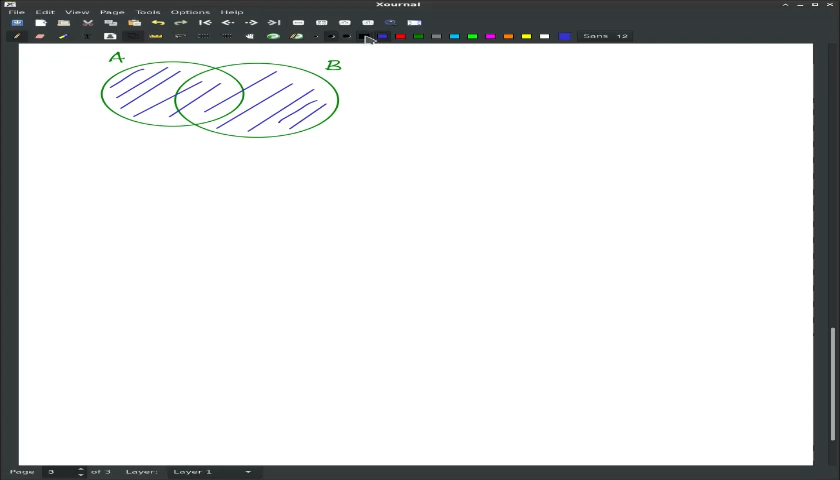 Xournal
File Edit View Page Tools Options Help
Sans 12
A
B
Page 3 of 3 Layer: Layer 1